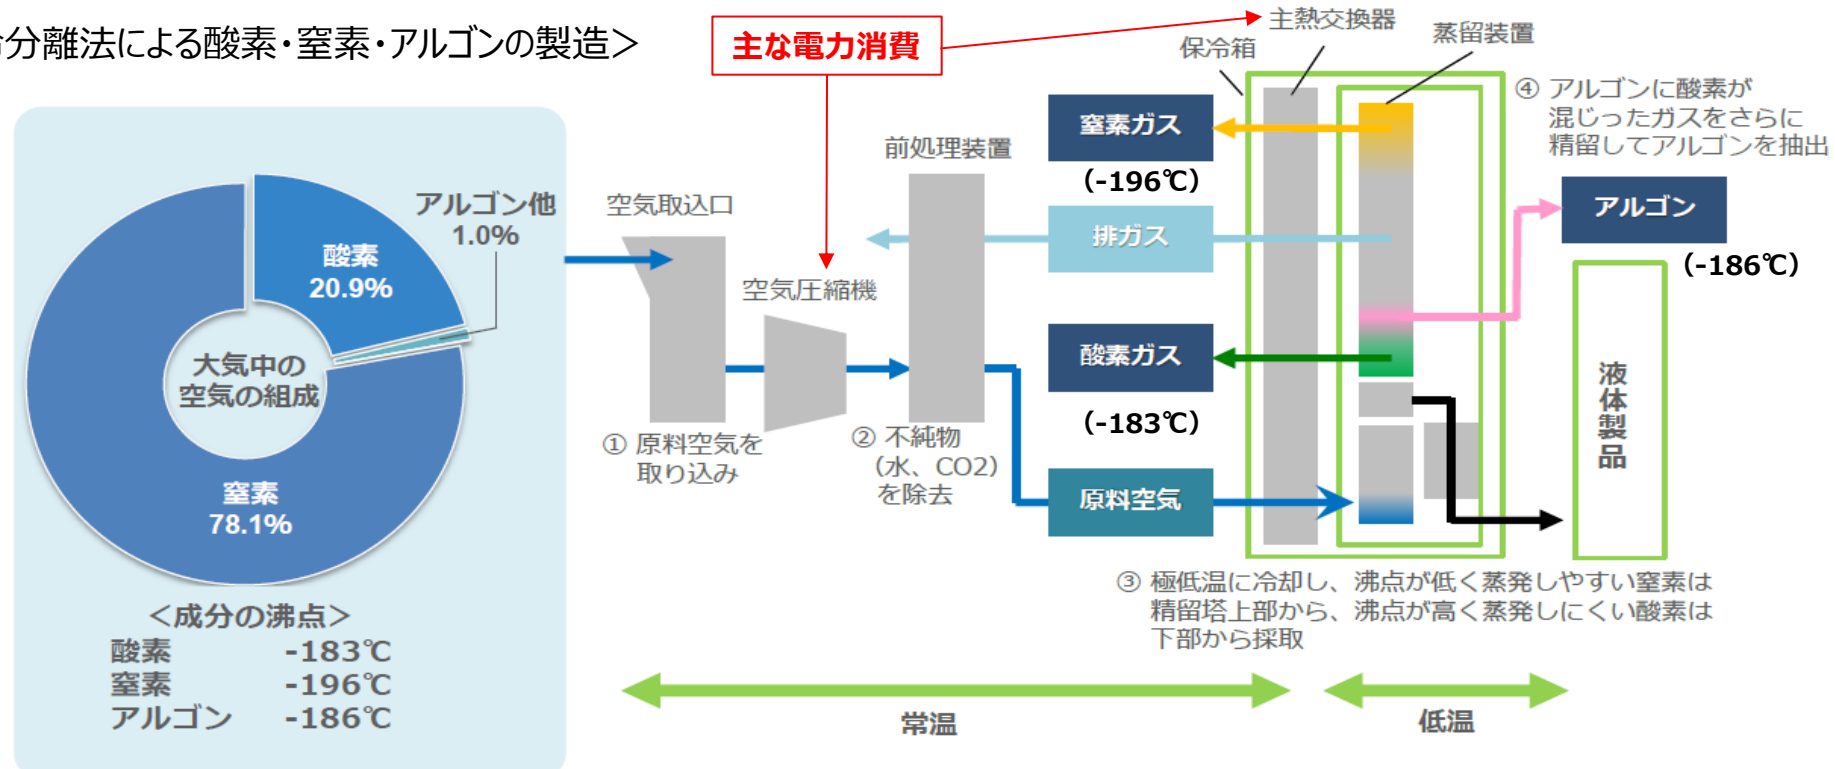 分離法による酸素・窒素・アルゴンの製造＞
主な電力消費
主熱交換器
保冷箱
蒸留装置
④ アルゴンに酸素が
混じったガスをさらに
精留してアルゴンを抽出
窒素ガス
（-196℃）
前処理装置
アルゴン
（-186℃）
空気取込口
排ガス
空気圧縮機
アルゴン他
1.0%
酸素
20.9%
大気中の
空気の組成
窒素
78.1%
酸素ガス
（-183℃）
液体製品
① 原料空気を
取り込み
② 不純物
（水、CO2）
を除去
原料空気
③ 極低温に冷却し、沸点が低く蒸発しやすい窒素は
精留塔上部から、沸点が高く蒸発しにくい酸素は
下部から採取
＜成分の沸点＞
酸素 -183℃
窒素 -196℃
アルゴン -186℃
常温
低温